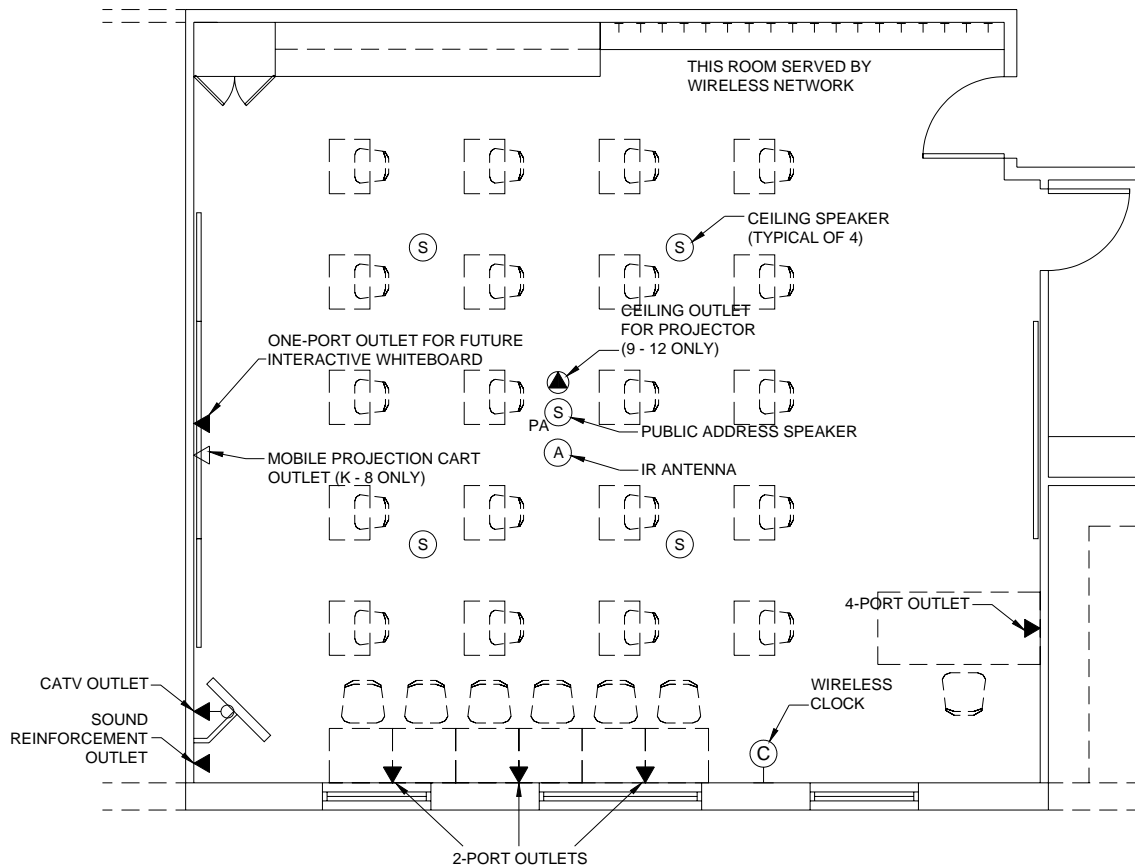 THIS ROOM SERVED BY
WIRELESS NETWORK
CEILING SPEAKER
(TYPICAL OF 4)
S
S
CEILING OUTLET
FOR PROJECTOR
(9 - 12 ONLY)
ONE-PORT OUTLET FOR FUTURE
INTERACTIVE WHITEBOARD
S
PA
PUBLIC ADDRESS SPEAKER
A
IR ANTENNA
MOBILE PROJECTION CART
OUTLET (K - 8 ONLY)
S
S
4-PORT OUTLET
CATV OUTLET
SOUND
REINFORCEMENT
OUTLET
WIRELESS
CLOCK
C
2-PORT OUTLETS